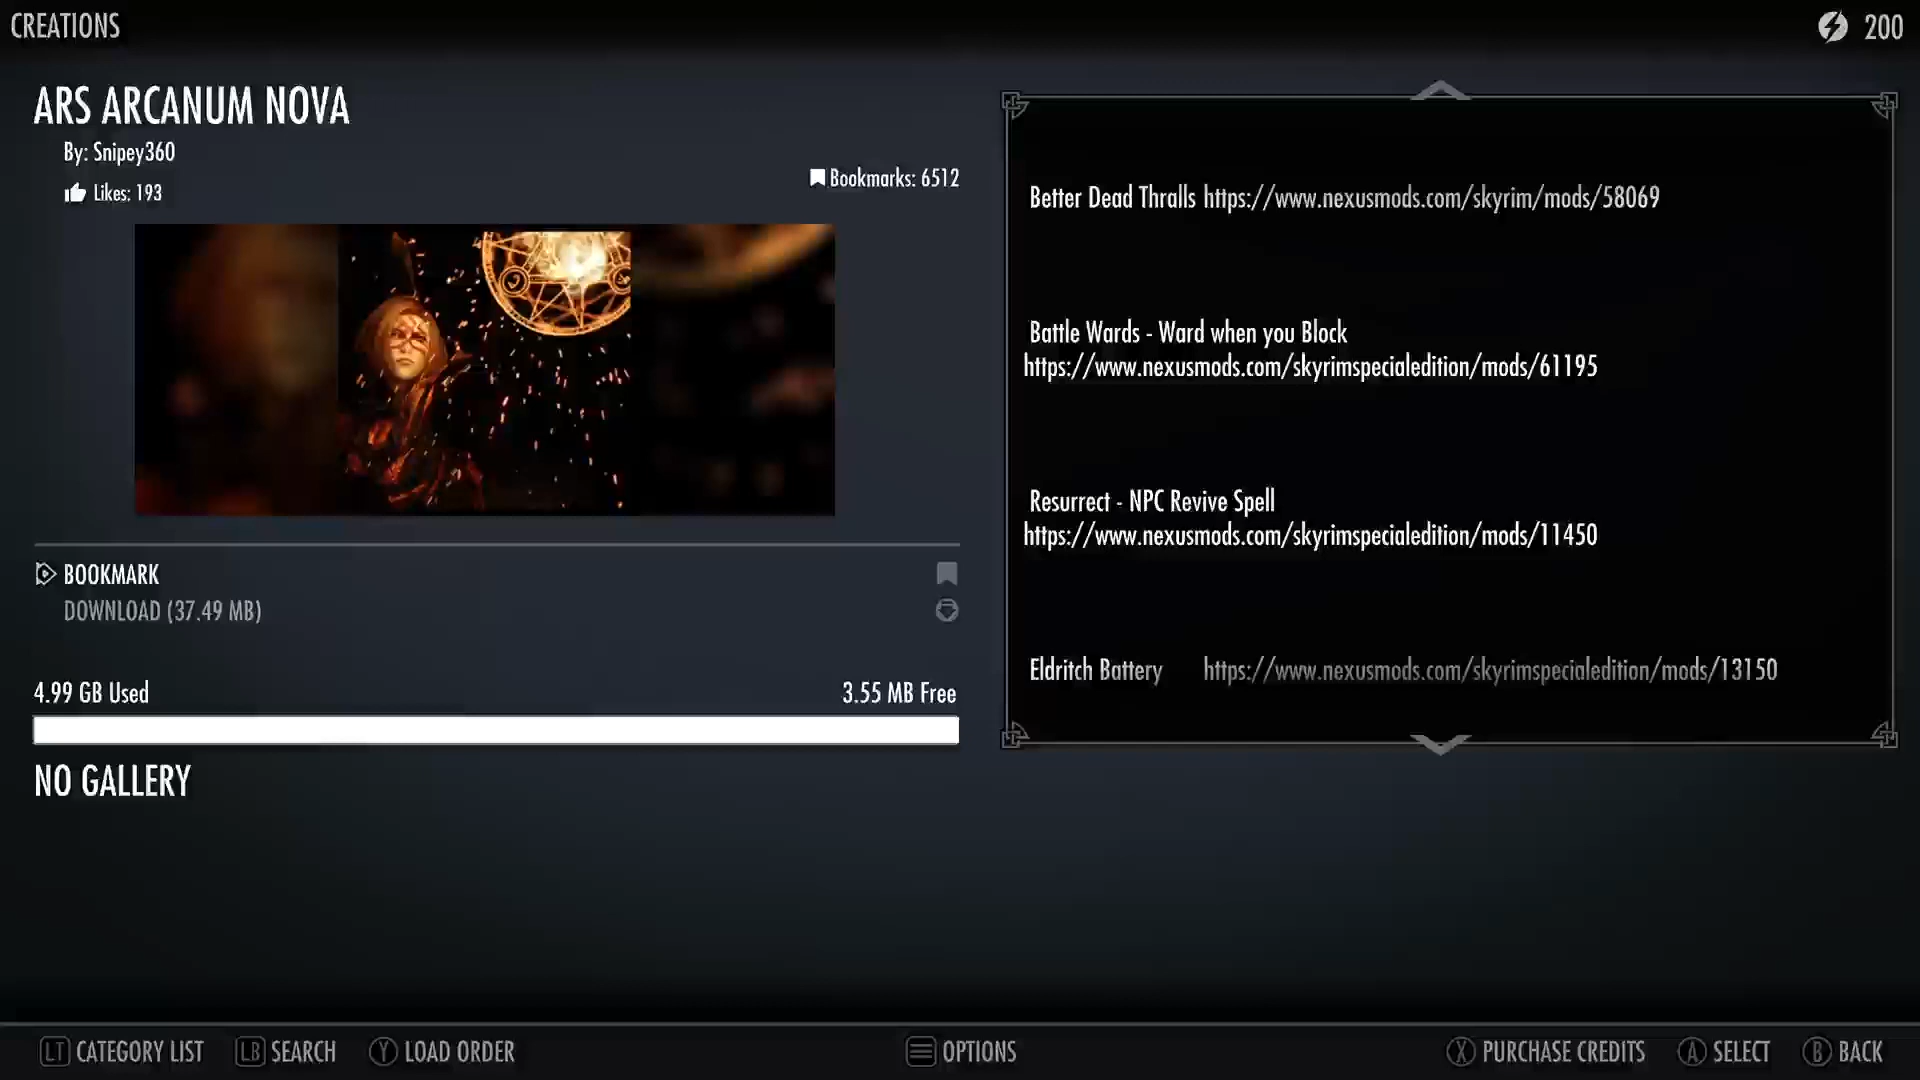 CREATIONS
200
ARS ARCANUM NOVA
By: Snipey360
Likes: 193
Bookmarks: 6512
BOOKMARK
DOWNLOAD (37.49 MB)
4.99 GB Used
3.55 MB Free
NO GALLERY
Better Dead Thralls https://www.nexusmods.com/skyrim/mods/58069
Battle Wards - Ward when you Block
https://www.nexusmods.com/skyrimspecialedition/mods/61195
Resurrect - NPC Revive Spell
https://www.nexusmods.com/skyrimspecialedition/mods/11450
Eldritch Battery https://www.nexusmods.com/skyrimspecialedition/mods/13150
LT CATEGORY LIST
LB SEARCH
Y LOAD ORDER
OPTIONS
X PURCHASE CREDITS
A SELECT
B BACK